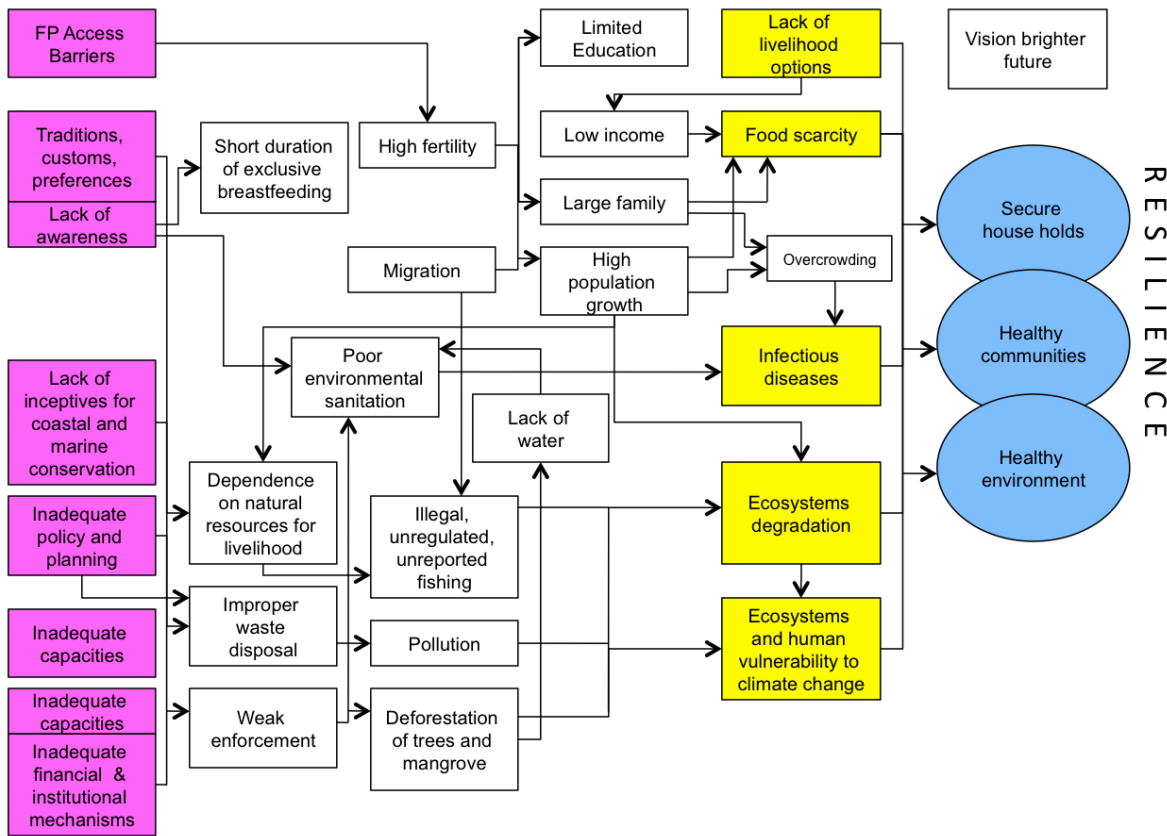 FP Access
Barriers
Limited
Education
Lack of
livelihood
options
Vision brighter
future
Traditions,
customs,
preferences
Lack of
awareness
Short duration
of exclusive
breastfeeding
High fertility
Low income
Food scarcity
Large family
Migration
High
population
growth
Overcrowding
Secure
house holds
Healthy
communities
Healthy
environment
RESILIENCE
Lack of
inceptives for
coastal and
marine
conservation
Poor
environmental
sanitation
Infectious
diseases
Lack of
water
Inadequate
policy and
planning
Dependence
on natural
resources for
livelihood
Illegal,
unregulated,
unreported
fishing
Ecosystems
degradation
Inadequate
capacities
Improper
waste
disposal
Pollution
Ecosystems
and human
vulnerability to
climate change
Inadequate
capacities
Inadequate
financial &
institutional
mechanisms
Weak
enforcement
Deforestation
of trees and
mangrove